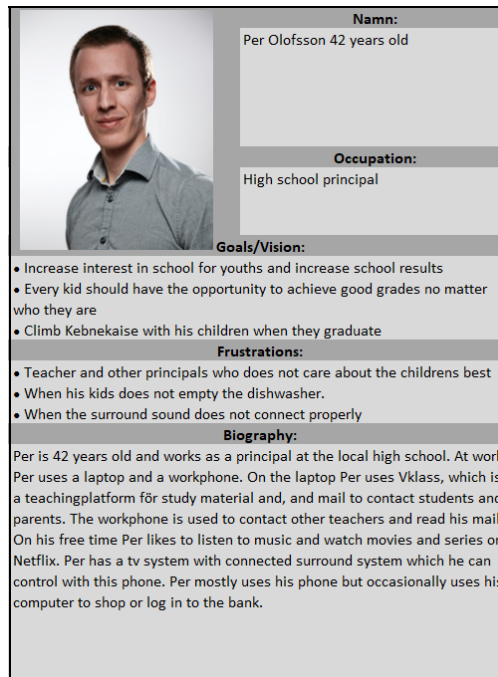 Namn:
Per Olofsson 42 years old
Occupation:
High school principal
Goals/Vision:
• Increase interest in school for youths and increase school results
• Every kid should have the opportunity to achieve good grades no matter
who they are
• Climb Kebnekaise with his children when they graduate
Frustrations:
• Teacher and other principals who does not care about the childrens best
• When his kids does not empty the dishwasher.
• When the surround sound does not connect properly
Biography:
Per is 42 years old and works as a principal at the local high school. At work
Per uses a laptop and a workphone. On the laptop Per uses Vklass, which is
a teachingplatform för study material and, and mail to contact students and
parents. The workphone is used to contact other teachers and read his mail
On his free time Per likes to listen to music and watch movies and series on
Netflix. Per has a tv system with connected surround system which he can
control with this phone. Per mostly uses his phone but occasionally uses his
computer to shop or log in to the bank.